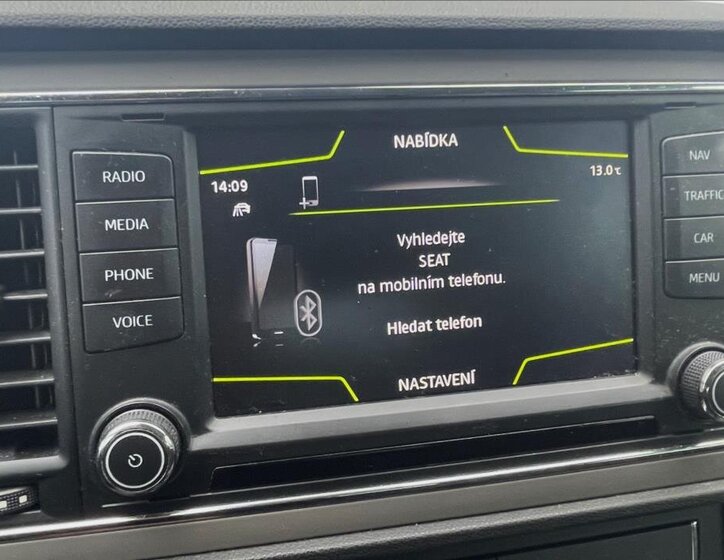 NABÍDKA
14:09
13.0°C
RADIO
MEDIA
PHONE
VOICE
Vyhledejte
SEAT
na mobilním telefonu.
Hledat telefon
NASTAVENÍ
NAV
TRAFFIC
CAR
MENU